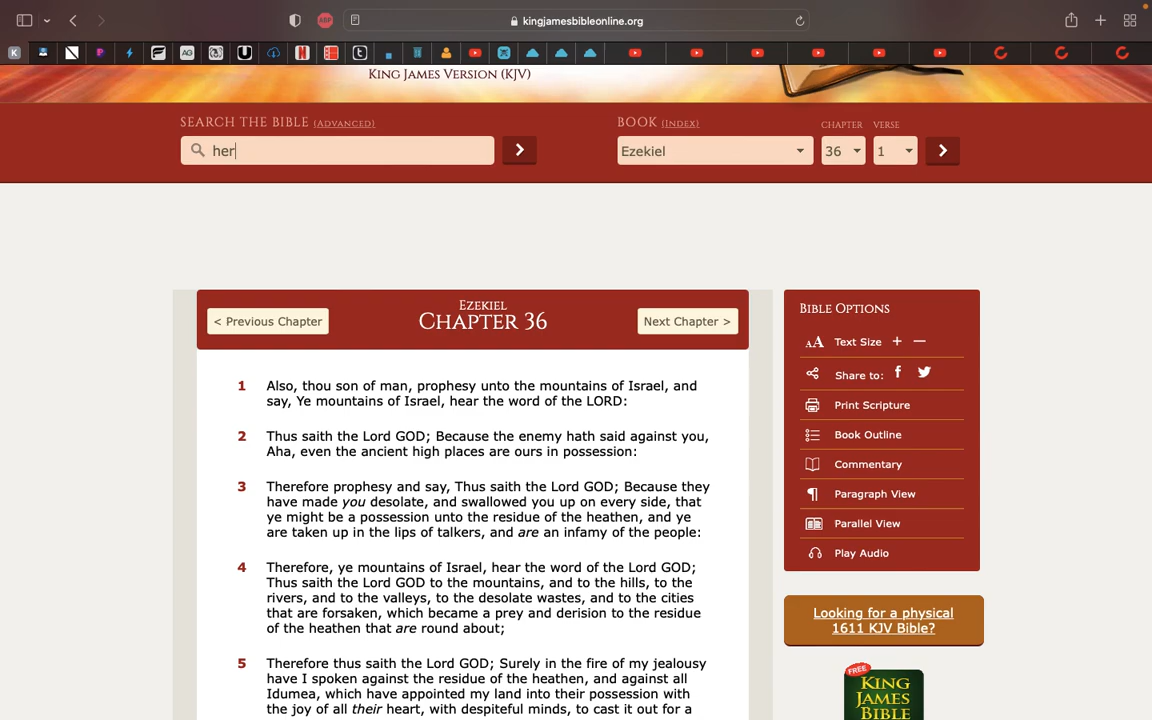 kingjamesbibleonline.org
King James Version (KJV)
Search the Bible (Advanced)
her
Book (Index)
Chapter
Verse
Ezekiel
36
1
Ezekiel
Chapter 36
< Previous Chapter
Next Chapter >
1 Also, thou son of man, prophesy unto the mountains of Israel, and
say, Ye mountains of Israel, hear the word of the LORD:
2 Thus saith the Lord GOD; Because the enemy hath said against you,
Aha, even the ancient high places are ours in possession:
3 Therefore prophesy and say, Thus saith the Lord GOD; Because they
have made you desolate, and swallowed you up on every side, that
ye might be a possession unto the residue of the heathen, and ye
are taken up in the lips of talkers, and are an infamy of the people:
4 Therefore, ye mountains of Israel, hear the word of the Lord GOD;
Thus saith the Lord GOD to the mountains, and to the hills, to the
rivers, and to the valleys, to the desolate wastes, and to the cities
that are forsaken, which became a prey and derision to the residue
of the heathen that are round about;
5 Therefore thus saith the Lord GOD; Surely in the fire of my jealousy
have I spoken against the residue of the heathen, and against all
Idumea, which have appointed my land into their possession with
the joy of all their heart, with despiteful minds, to cast it out for a
Bible Options
AA Text Size + −
Share to:
Print Scripture
Book Outline
Commentary
Paragraph View
Parallel View
Play Audio
Looking for a physical
1611 KJV Bible?
FREE
KING
JAMES
BIBLE